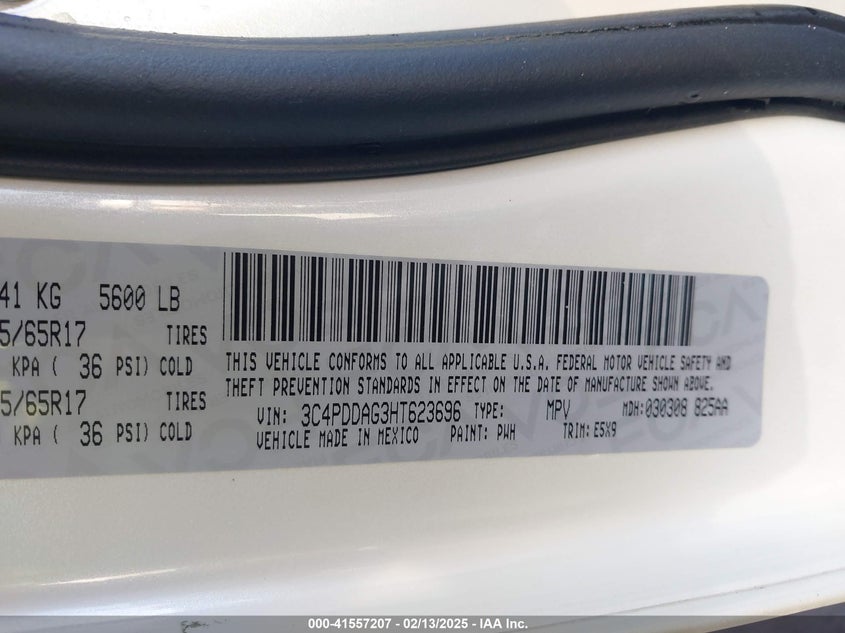 41 KG 5600 LB
5/65R17 TIRES
KPA ( 36 PSI) COLD
5/65R17 TIRES
KPA ( 36 PSI) COLD
THIS VEHICLE CONFORMS TO ALL APPLICABLE U.S.A. FEDERAL MOTOR VEHICLE SAFETY AND
THEFT PREVENTION STANDARDS IN EFFECT ON THE DATE OF MANUFACTURE SHOWN ABOVE.
VIN: 3C4PDDAG3HT623696 TYPE: MPV MDH: 030308 825AA
VEHICLE MADE IN MEXICO PAINT: PWH TRIM: E5X9
000-41557207 - 02/13/2025 - IAA Inc.